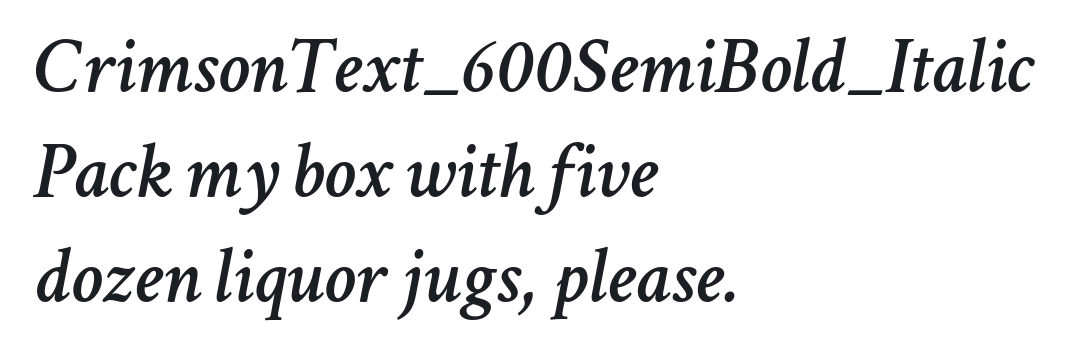 CrimsonText_600SemiBold_Italic
Pack my box with five
dozen liquor jugs, please.